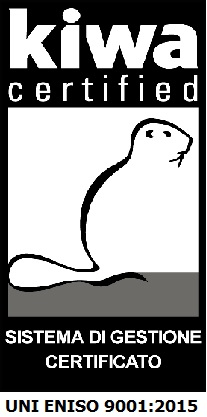 kiwa
certified
SISTEMA DI GESTIONE
CERTIFICATO
UNI ENISO 9001:2015